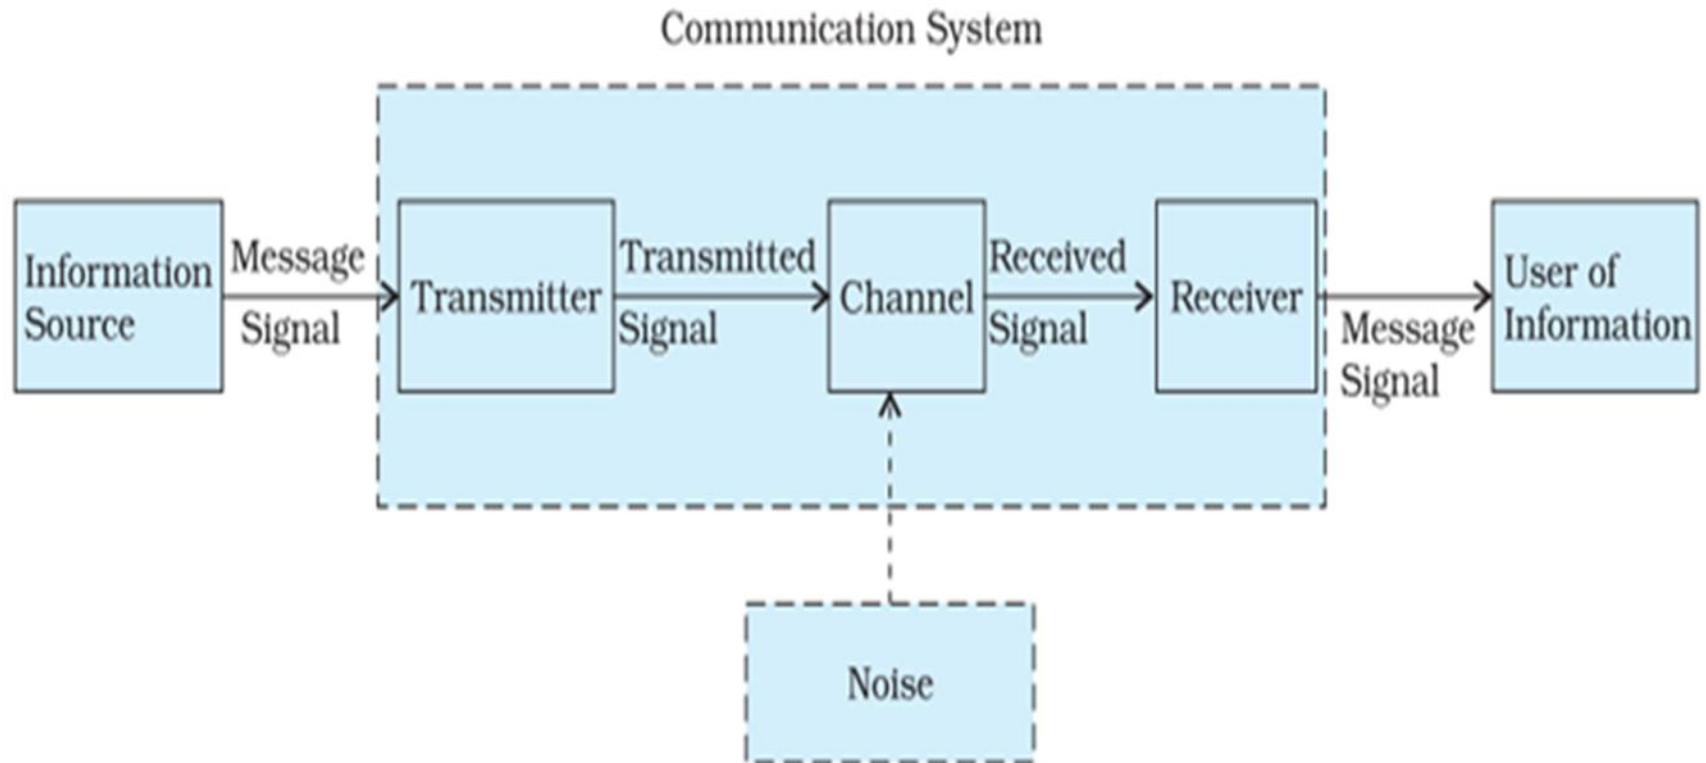 Communication System
Information
Source
Message
Signal
Transmitter
Transmitted
Signal
Channel
Received
Signal
Receiver
Message
Signal
User of
Information
Noise